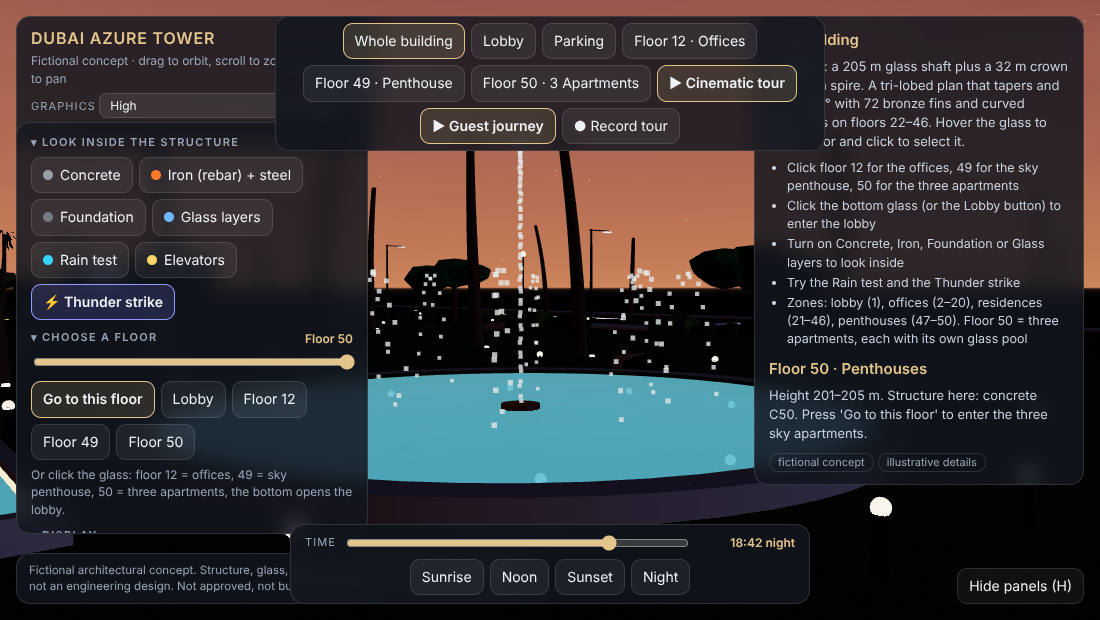 DUBAI AZURE TOWER
Fictional concept · drag to orbit, scroll to
to pan
GRAPHICS High
▾ LOOK INSIDE THE STRUCTURE
Concrete
Iron (rebar) + steel
Foundation
Glass layers
Rain test
Elevators
⚡ Thunder strike
▾ CHOOSE A FLOOR Floor 50
Go to this floor
Lobby
Floor 12
Floor 49
Floor 50
Or click the glass: floor 12 = offices, 49 = sky
penthouse, 50 = three apartments, the bottom opens the
lobby.
DISPLAY
Fictional architectural concept. Structure, glass,
not an engineering design. Not approved, not
Whole building
Lobby
Parking
Floor 12 · Offices
Floor 49 · Penthouse
Floor 50 · 3 Apartments
▶ Cinematic tour
▶ Guest journey
● Record tour
: a 205 m glass shaft plus a 32 m crown
spire. A tri-lobed plan that tapers and
° with 72 bronze fins and curved
on floors 22–46. Hover the glass to
and click to select it.
• Click floor 12 for the offices, 49 for the sky
penthouse, 50 for the three apartments
• Click the bottom glass (or the Lobby button) to
enter the lobby
• Turn on Concrete, Iron, Foundation or Glass
layers to look inside
• Try the Rain test and the Thunder strike
• Zones: lobby (1), offices (2–20), residences
(21–46), penthouses (47–50). Floor 50 = three
apartments, each with its own glass pool
Floor 50 · Penthouses
Height 201–205 m. Structure here: concrete
C50. Press 'Go to this floor' to enter the three
sky apartments.
fictional concept
illustrative details
TIME 18:42 night
Sunrise
Noon
Sunset
Night
Hide panels (H)